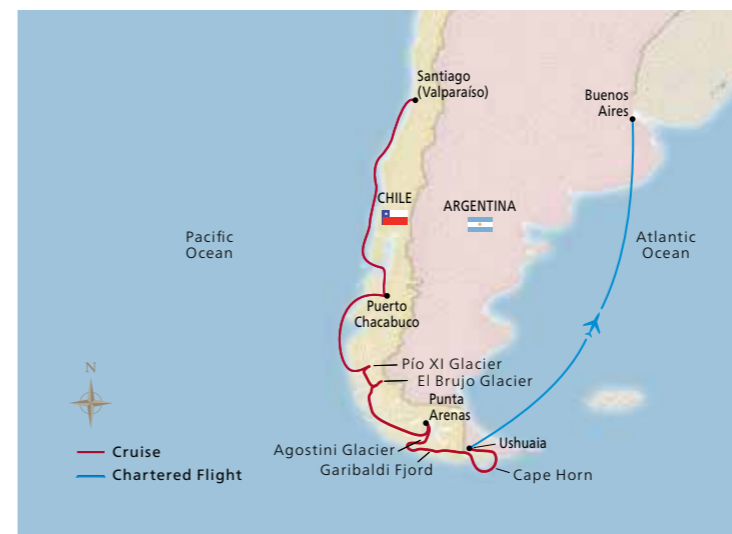 Santiago
(Valparaíso)
Buenos
Aires
CHILE
ARGENTINA
Pacific
Ocean
Atlantic
Ocean
Puerto
Chacabuco
Pío XI Glacier
El Brujo Glacier
Punta
Arenas
N
Agostini Glacier
Ushuaia
Garibaldi Fjord
Cape Horn
Cruise
Chartered Flight